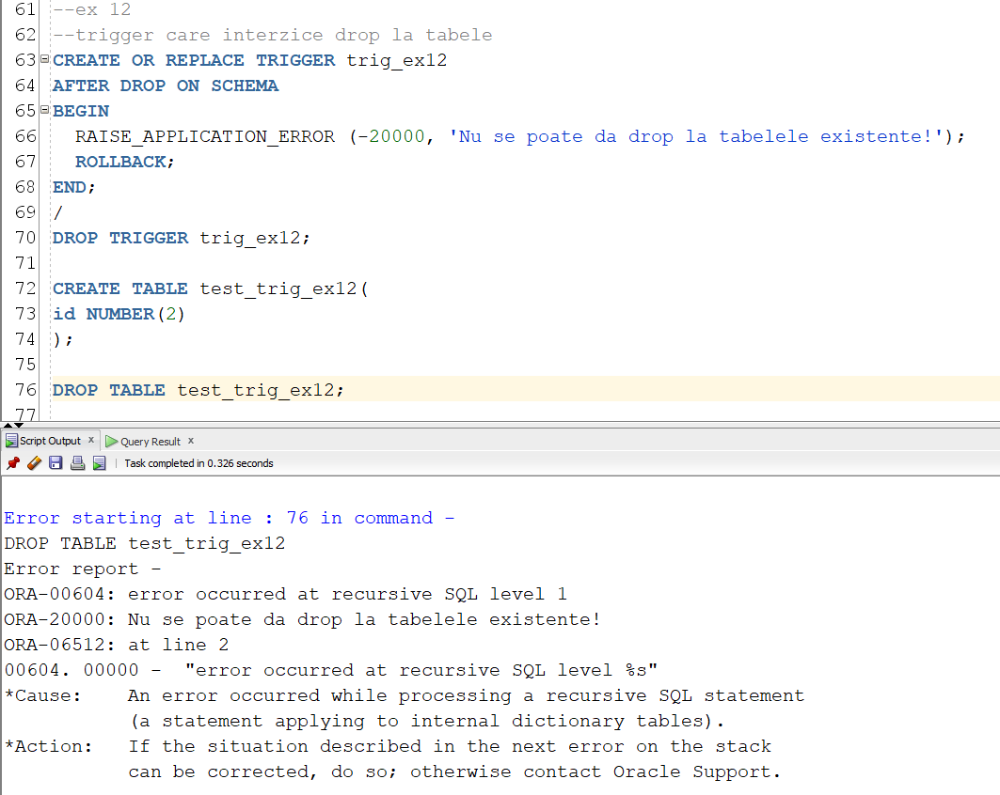 61 --ex 12
62 --trigger care interzice drop la tabele
63 CREATE OR REPLACE TRIGGER trig_ex12
64 AFTER DROP ON SCHEMA
65 BEGIN
66   RAISE_APPLICATION_ERROR (-20000, 'Nu se poate da drop la tabelele existente!');
67   ROLLBACK;
68 END;
69 /
70 DROP TRIGGER trig_ex12;
71
72 CREATE TABLE test_trig_ex12(
73 id NUMBER(2)
74 );
75
76 DROP TABLE test_trig_ex12;
77
Script Output x Query Result x
Task completed in 0.326 seconds
Error starting at line : 76 in command -
DROP TABLE test_trig_ex12
Error report -
ORA-00604: error occurred at recursive SQL level 1
ORA-20000: Nu se poate da drop la tabelele existente!
ORA-06512: at line 2
00604. 00000 -  "error occurred at recursive SQL level %s"
*Cause:    An error occurred while processing a recursive SQL statement
           (a statement applying to internal dictionary tables).
*Action:   If the situation described in the next error on the stack
           can be corrected, do so; otherwise contact Oracle Support.